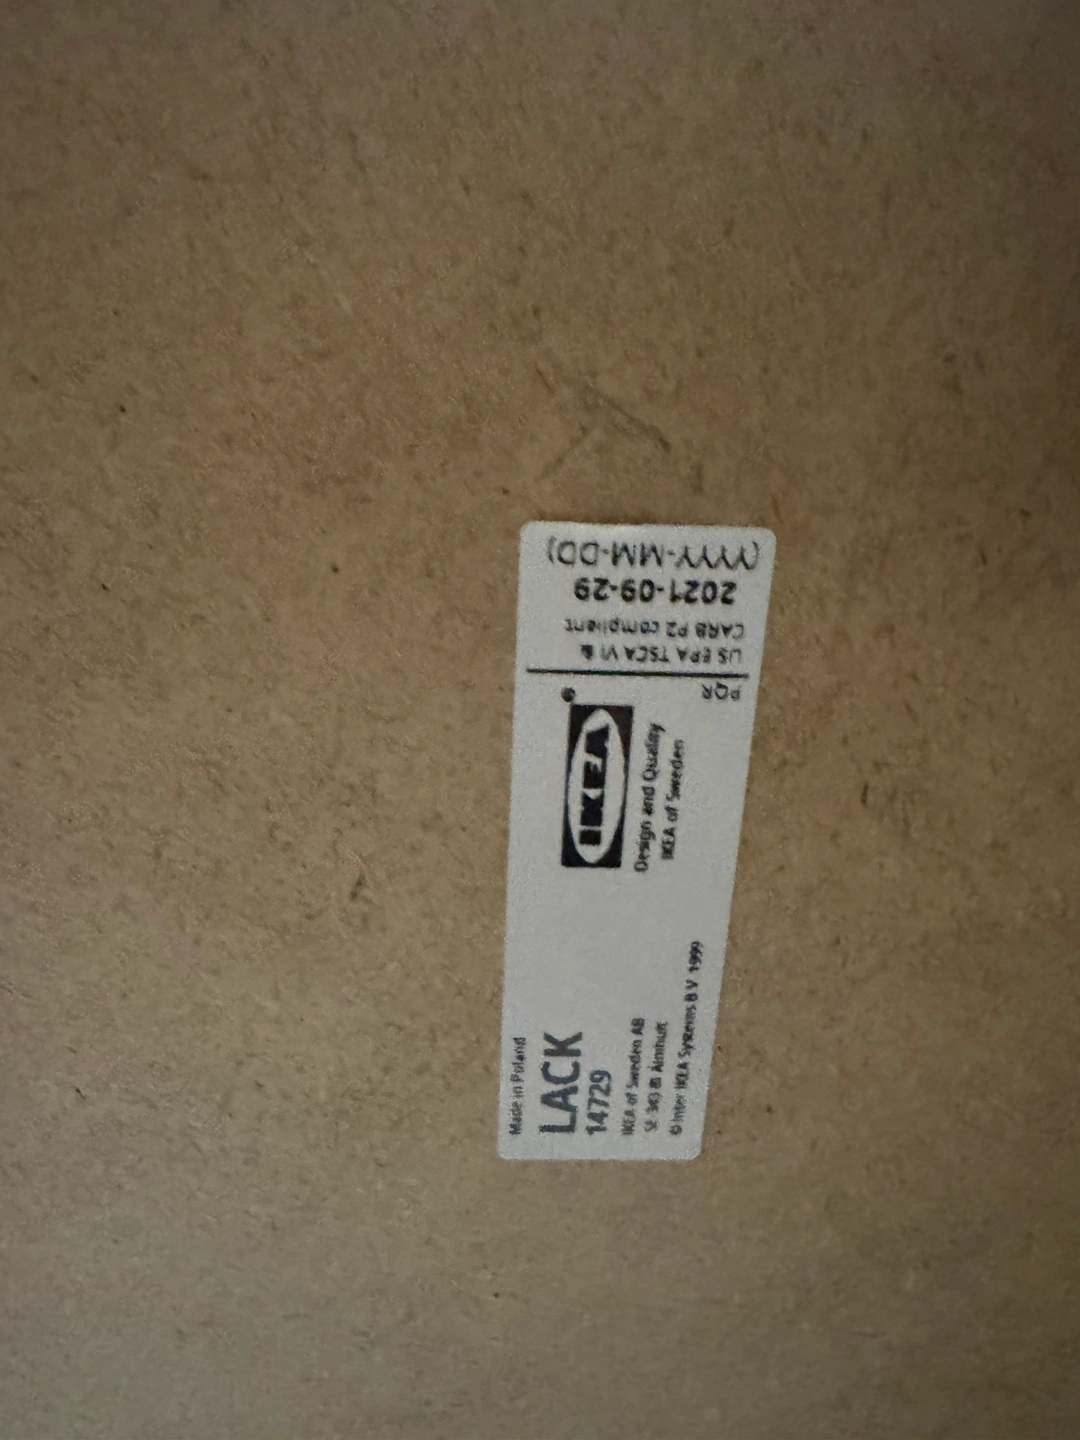 Made in Poland
LACK
14729
IKEA of Sweden AB
SE-343 81 Älmhult
© Inter IKEA Systems B.V. 1999
IKEA®
Design and Quality
IKEA of Sweden
PQR
US EPA TSCA VI &
CARB P2 compliant
2021-09-29
(YYYY-MM-DD)